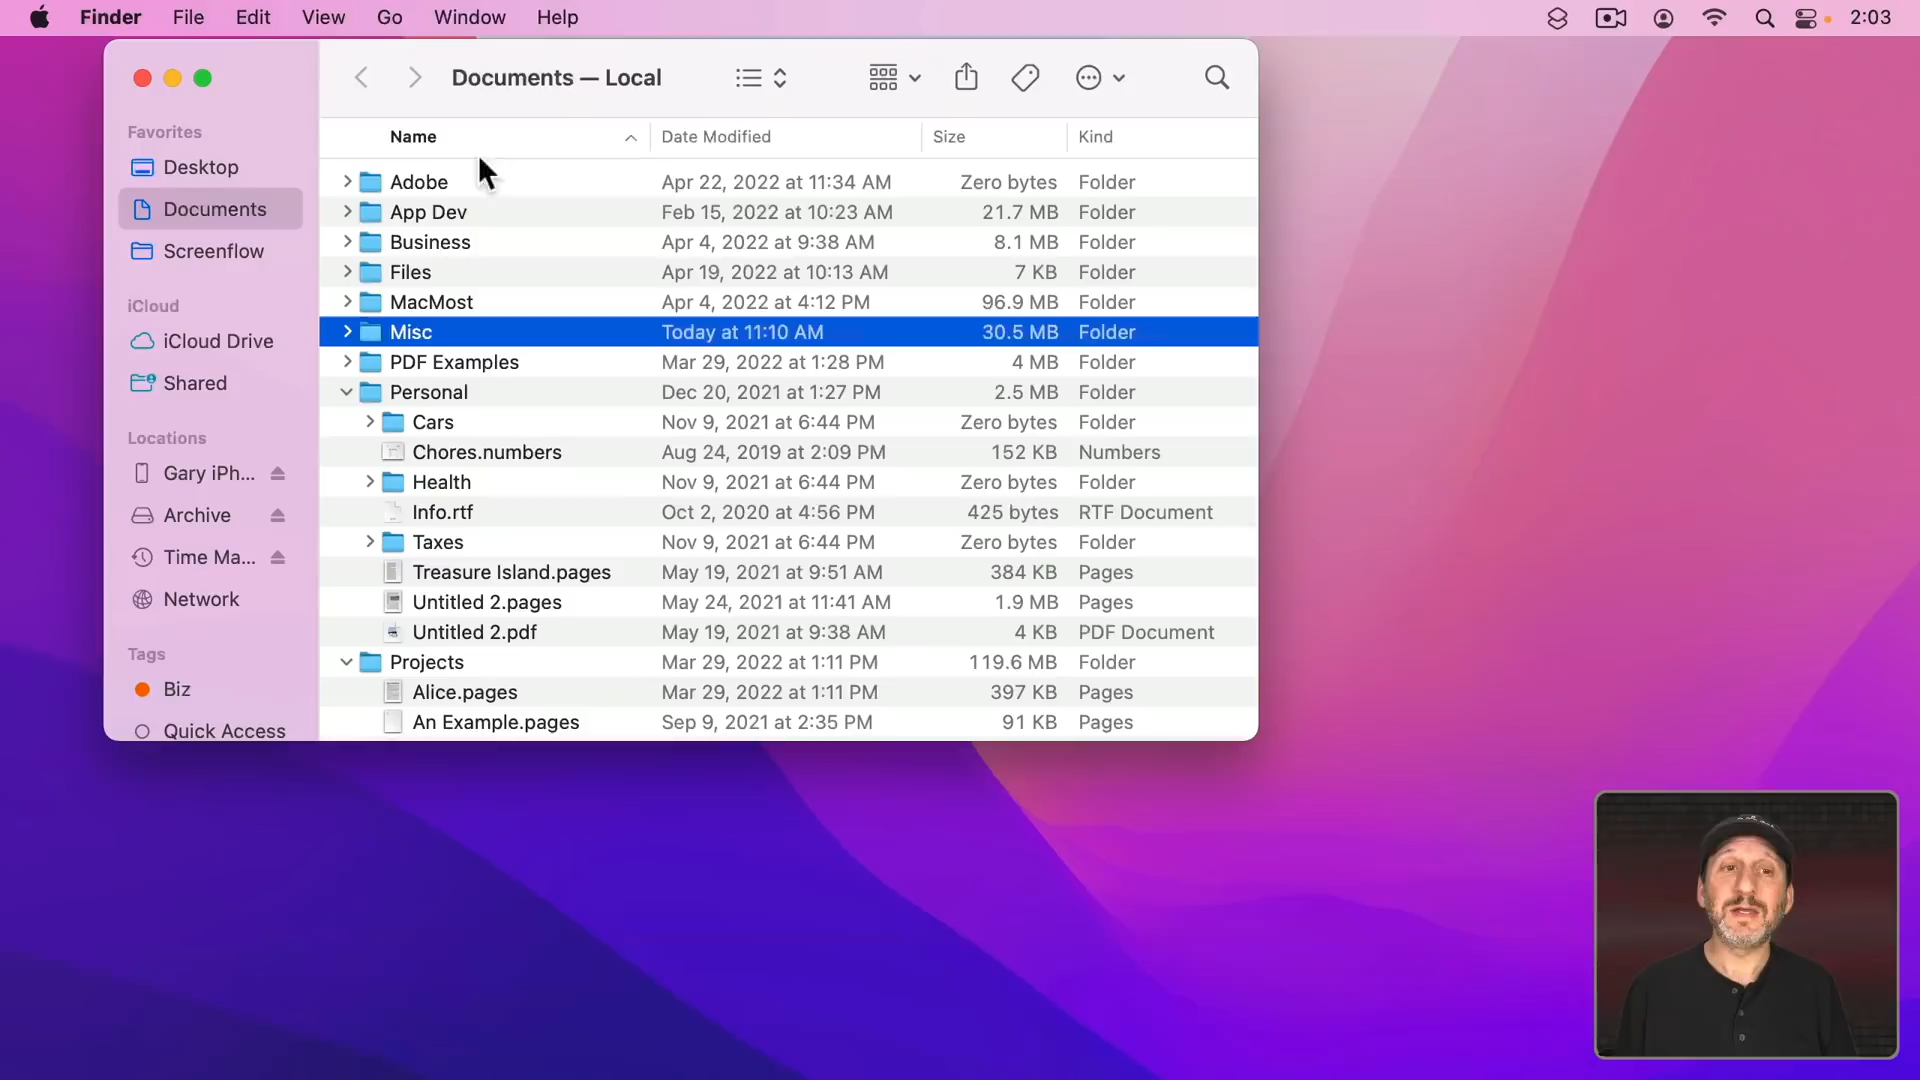 Finder File Edit View Go Window Help 2:03
Documents — Local
Favorites
Desktop
Documents
Screenflow
iCloud
iCloud Drive
Shared
Locations
Gary iPh...
Archive
Time Ma...
Network
Tags
Biz
Quick Access
Name Date Modified Size Kind
Adobe Apr 22, 2022 at 11:34 AM Zero bytes Folder
App Dev Feb 15, 2022 at 10:23 AM 21.7 MB Folder
Business Apr 4, 2022 at 9:38 AM 8.1 MB Folder
Files Apr 19, 2022 at 10:13 AM 7 KB Folder
MacMost Apr 4, 2022 at 4:12 PM 96.9 MB Folder
Misc Today at 11:10 AM 30.5 MB Folder
PDF Examples Mar 29, 2022 at 1:28 PM 4 MB Folder
Personal Dec 20, 2021 at 1:27 PM 2.5 MB Folder
Cars Nov 9, 2021 at 6:44 PM Zero bytes Folder
Chores.numbers Aug 24, 2019 at 2:09 PM 152 KB Numbers
Health Nov 9, 2021 at 6:44 PM Zero bytes Folder
Info.rtf Oct 2, 2020 at 4:56 PM 425 bytes RTF Document
Taxes Nov 9, 2021 at 6:44 PM Zero bytes Folder
Treasure Island.pages May 19, 2021 at 9:51 AM 384 KB Pages
Untitled 2.pages May 24, 2021 at 11:41 AM 1.9 MB Pages
Untitled 2.pdf May 19, 2021 at 9:38 AM 4 KB PDF Document
Projects Mar 29, 2022 at 1:11 PM 119.6 MB Folder
Alice.pages Mar 29, 2022 at 1:11 PM 397 KB Pages
An Example.pages Sep 9, 2021 at 2:35 PM 91 KB Pages